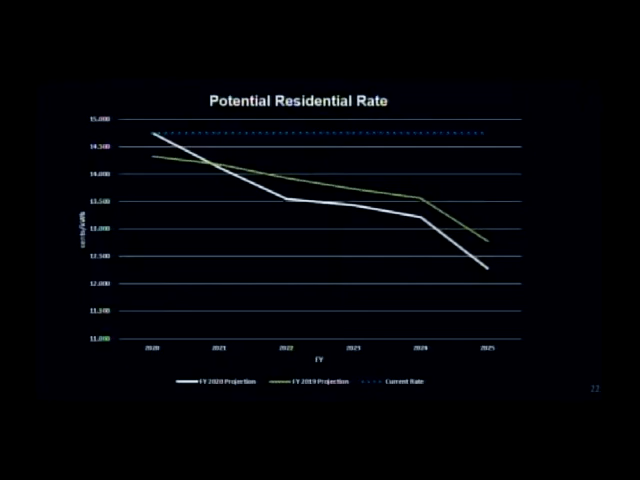 Potential Residential Rate
15.000
14.500
14.000
13.500
13.000
12.500
12.000
11.500
11.000
cents/kWh
2020 2021 2022 2023 2024 2025
FY
FY 2020 Projection FY 2019 Projection Current Rate
22